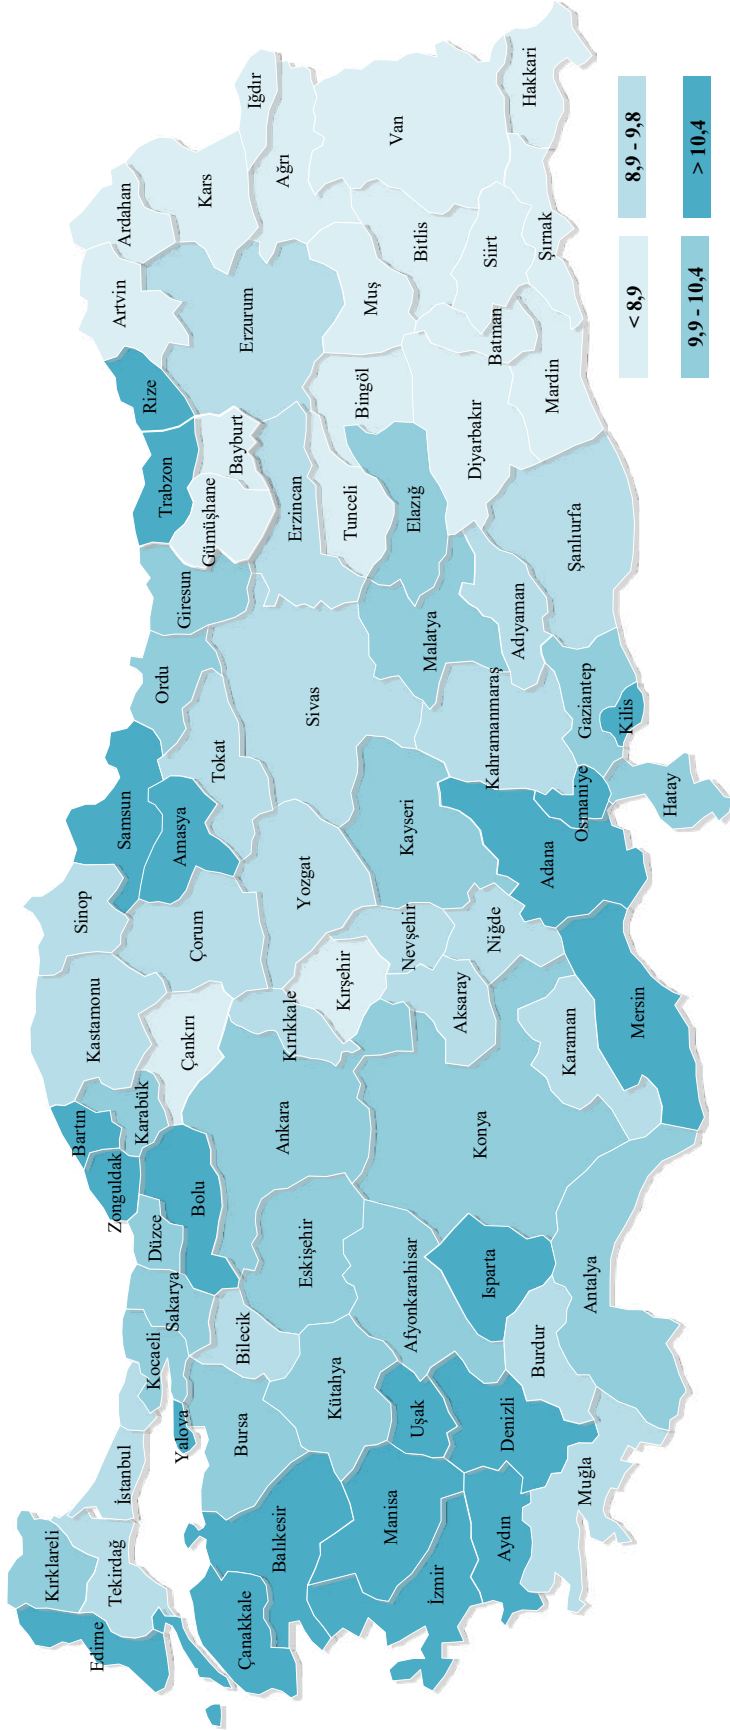 Edirne
Kırklareli
Tekirdağ
İstanbul
Kocaeli
Yalova
Sakarya
Düzce
Zonguldak
Bartın
Karabük
Kastamonu
Sinop
Samsun
Ordu
Giresun
Trabzon
Rize
Artvin
Ardahan
Çanakkale
Balıkesir
Bursa
Bilecik
Bolu
Çankırı
Çorum
Amasya
Tokat
Gümüşhane
Bayburt
Erzurum
Kars
Iğdır
Kütahya
Eskişehir
Ankara
Kırıkkale
Yozgat
Sivas
Erzincan
Ağrı
Manisa
Uşak
Afyonkarahisar
Kırşehir
Nevşehir
Kayseri
Malatya
Elazığ
Tunceli
Bingöl
Muş
Bitlis
Van
İzmir
Aydın
Denizli
Isparta
Konya
Aksaray
Niğde
Kahramanmaraş
Adıyaman
Diyarbakır
Batman
Siirt
Şırnak
Hakkari
Muğla
Burdur
Antalya
Karaman
Mersin
Adana
Osmaniye
Hatay
Gaziantep
Kilis
Şanlıurfa
Mardin
< 8,9
8,9 - 9,8
9,9 - 10,4
> 10,4